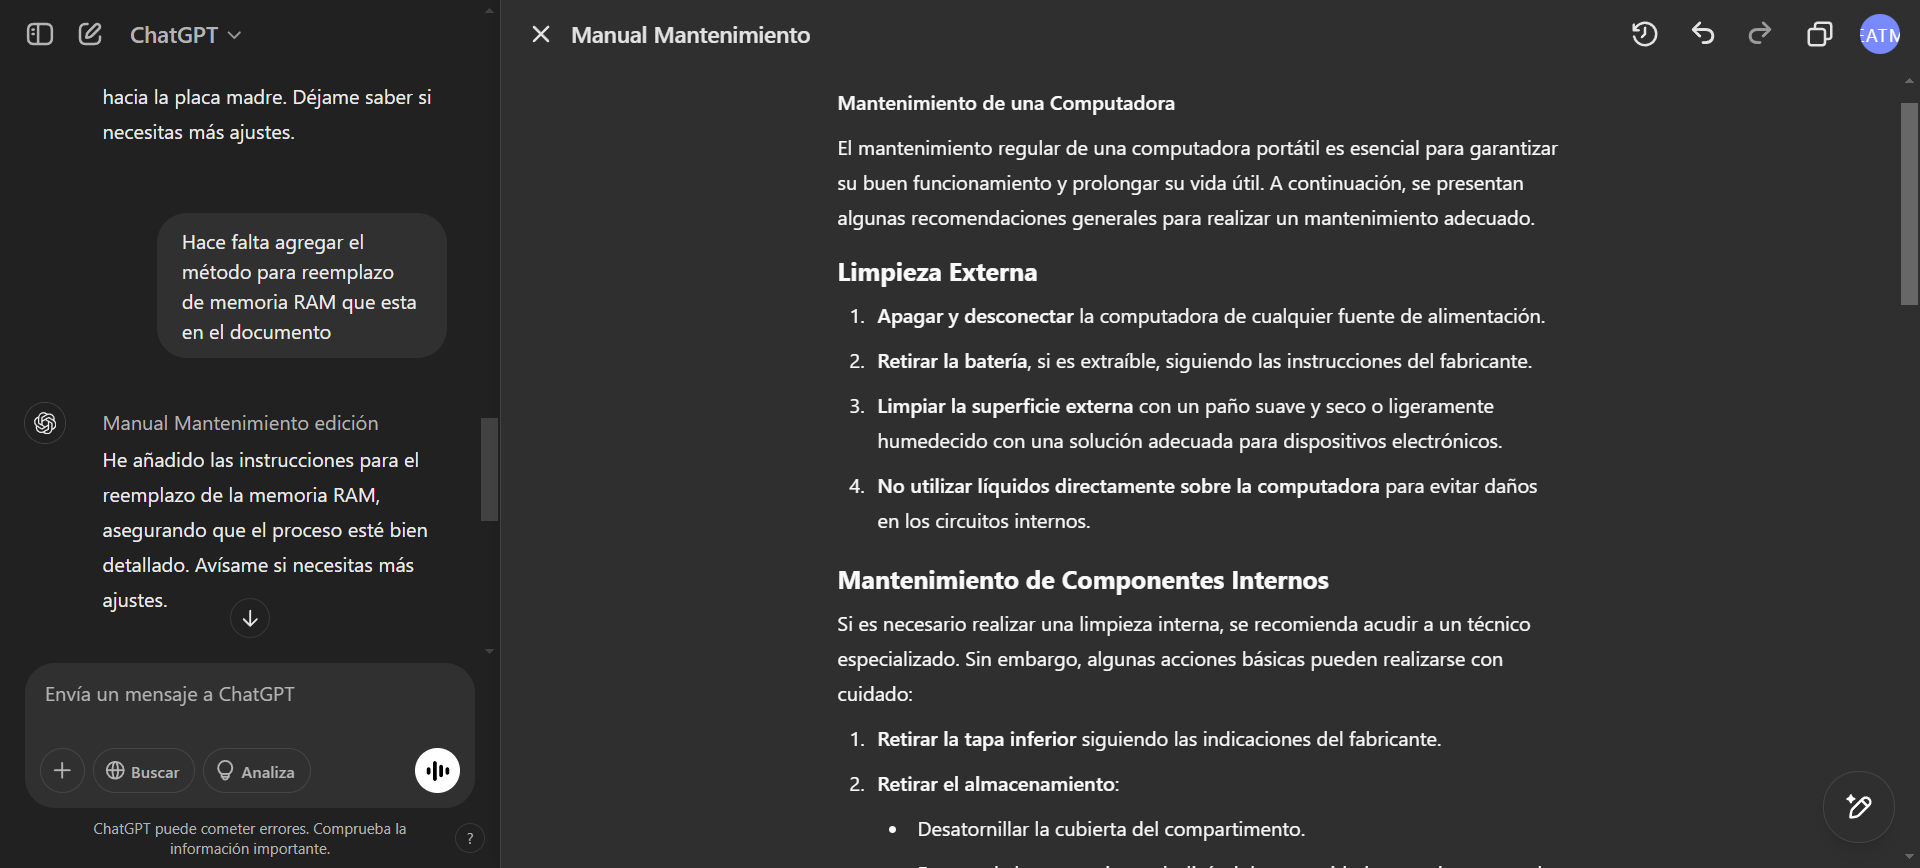 ChatGPT
hacia la placa madre. Déjame saber si
necesitas más ajustes.
Hace falta agregar el
método para reemplazo
de memoria RAM que esta
en el documento
Manual Mantenimiento edición
He añadido las instrucciones para el
reemplazo de la memoria RAM,
asegurando que el proceso esté bien
detallado. Avísame si necesitas más
ajustes.
Envía un mensaje a ChatGPT
Buscar
Analiza
ChatGPT puede cometer errores. Comprueba la
información importante.
?
Manual Mantenimiento
EATM
Mantenimiento de una Computadora
El mantenimiento regular de una computadora portátil es esencial para garantizar
su buen funcionamiento y prolongar su vida útil. A continuación, se presentan
algunas recomendaciones generales para realizar un mantenimiento adecuado.
Limpieza Externa
1. Apagar y desconectar la computadora de cualquier fuente de alimentación.
2. Retirar la batería, si es extraíble, siguiendo las instrucciones del fabricante.
3. Limpiar la superficie externa con un paño suave y seco o ligeramente
humedecido con una solución adecuada para dispositivos electrónicos.
4. No utilizar líquidos directamente sobre la computadora para evitar daños
en los circuitos internos.
Mantenimiento de Componentes Internos
Si es necesario realizar una limpieza interna, se recomienda acudir a un técnico
especializado. Sin embargo, algunas acciones básicas pueden realizarse con
cuidado:
1. Retirar la tapa inferior siguiendo las indicaciones del fabricante.
2. Retirar el almacenamiento:
• Desatornillar la cubierta del compartimento.